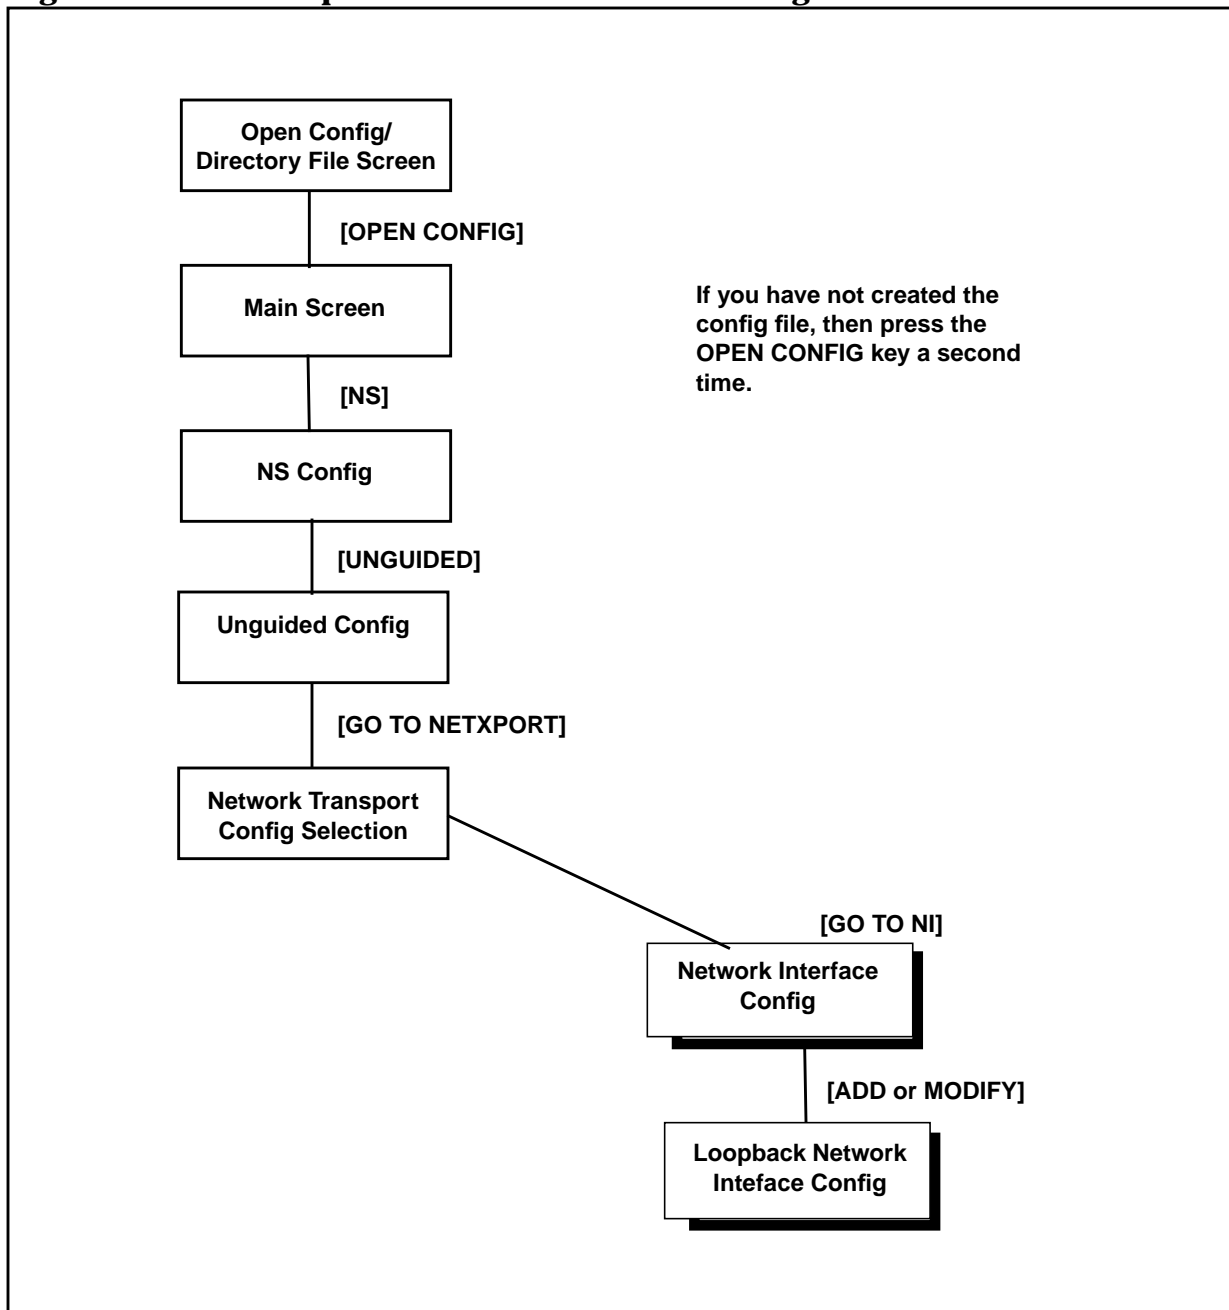 Open Config/
Directory File Screen
[OPEN CONFIG]
Main Screen
If you have not created the
config file, then press the
OPEN CONFIG key a second
time.
[NS]
NS Config
[UNGUIDED]
Unguided Config
[GO TO NETXPORT]
Network Transport
Config Selection
[GO TO NI]
Network Interface
Config
[ADD or MODIFY]
Loopback Network
Inteface Config